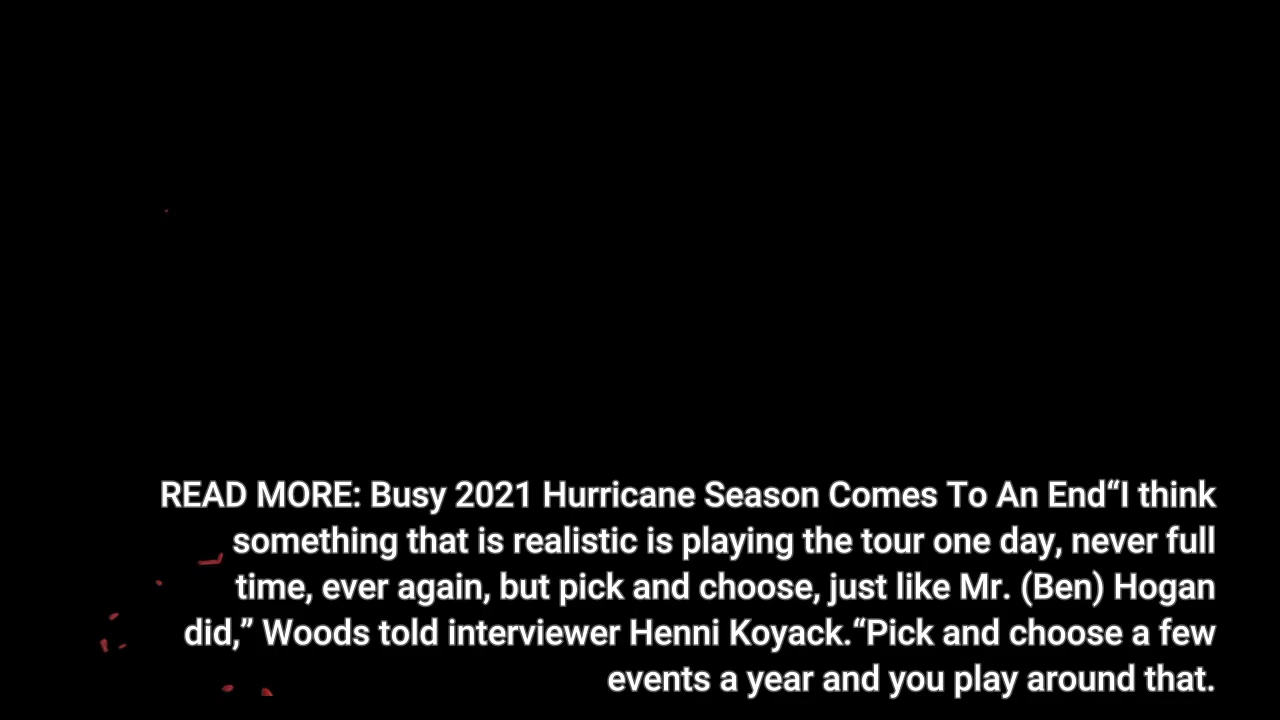 READ MORE: Busy 2021 Hurricane Season Comes To An End“I think
something that is realistic is playing the tour one day, never full
time, ever again, but pick and choose, just like Mr. (Ben) Hogan
did,” Woods told interviewer Henni Koyack.“Pick and choose a few
events a year and you play around that.